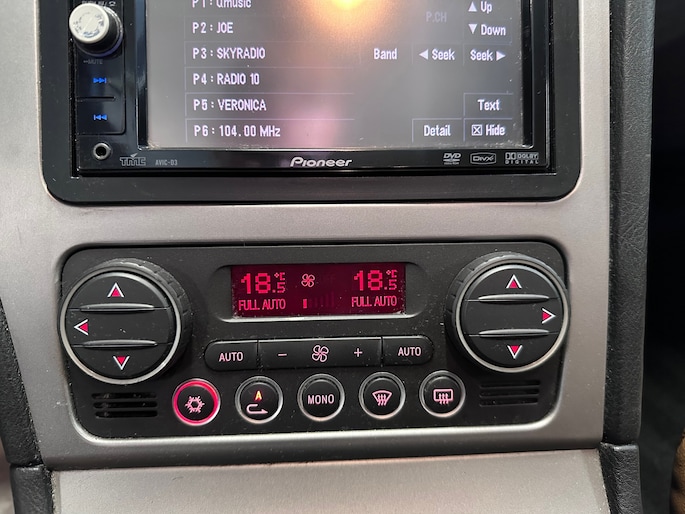 P1 : Qmusic
P.CH
▲ Up
P2 : JOE
▼ Down
P3 : SKYRADIO
Band
◀ Seek
Seek ▶
P4 : RADIO 10
P5 : VERONICA
Text
P6 : 104.00 MHz
Detail
☒ Hide
MUTE
TMC
AVIC-D3
Pioneer
DVD
DivX
DOLBY
DIGITAL
18.5 °C
18.5 °C
FULL AUTO
FULL AUTO
AUTO
−
+
AUTO
A
MONO